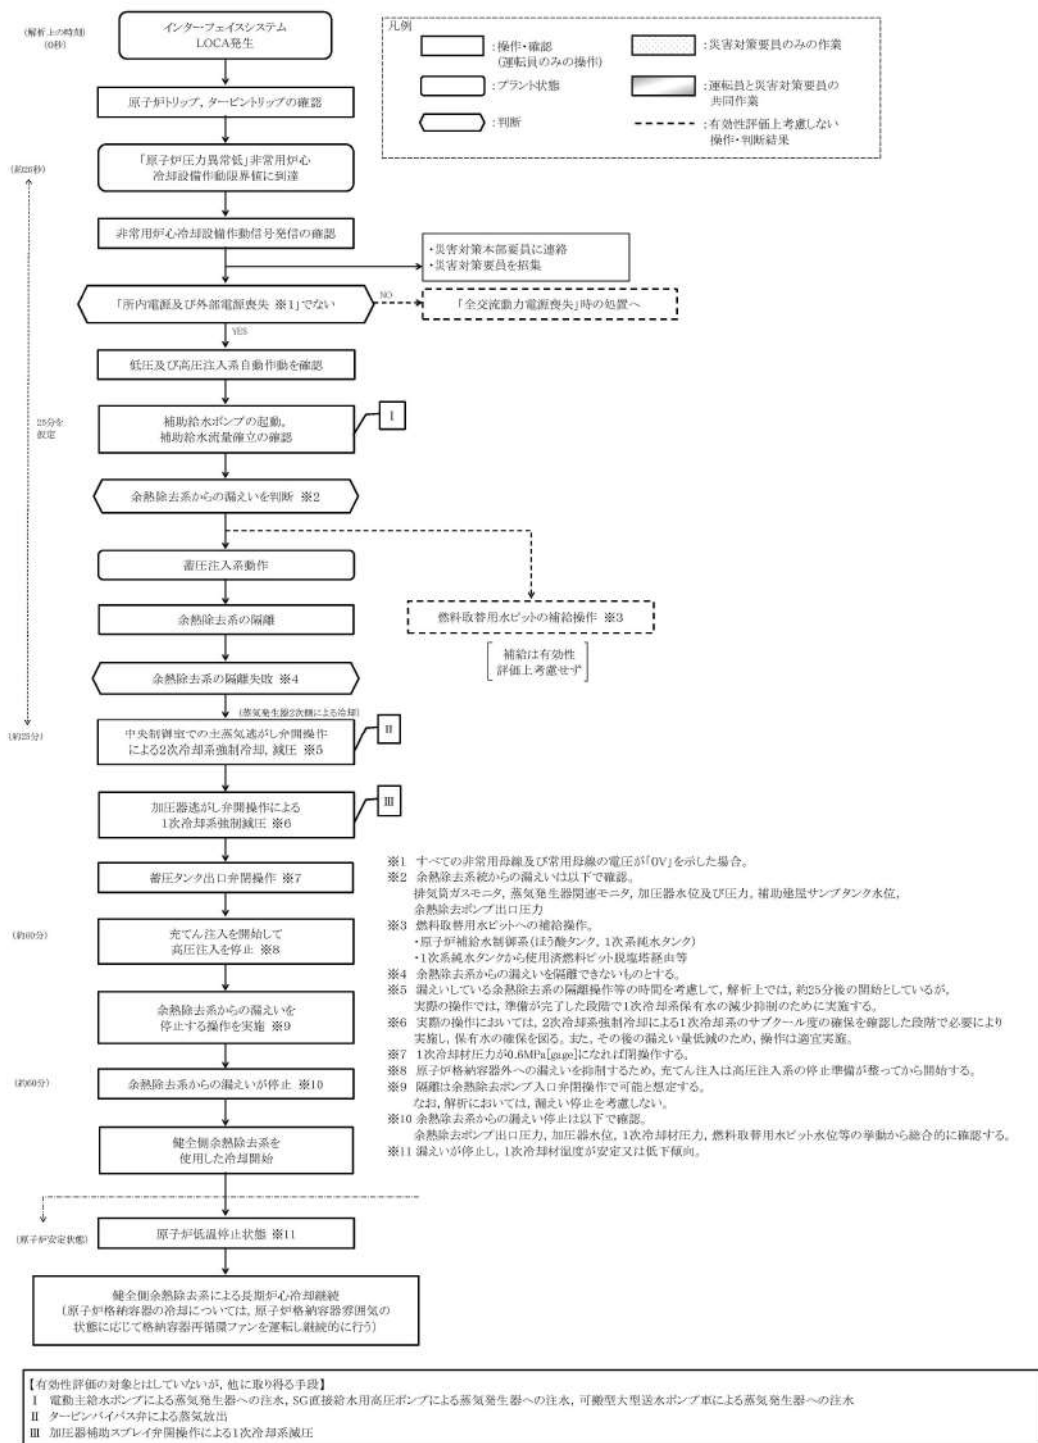 (解析上の時刻)
(0秒)
インター・フェイスシステム
LOCA発生
凡例
:操作・確認
(運転員のみの操作)
:プラント状態
:判断
:災害対策要員のみの作業
:運転員と災害対策要員の
共同作業
:有効性評価上考慮しない
操作・判断結果
原子炉トリップ、タービントリップの確認
「原子炉圧力異常低」非常用炉心
冷却設備作動限界値に到達
非常用炉心冷却設備作動信号発信の確認
・災害対策本部要員に連絡
・災害対策要員を招集
「所内電源及び外部電源喪失 ※1」でない
NO
「全交流動力電源喪失」時の処置へ
YES
低圧及び高圧注入系自動作動を確認
25分を
仮定
補助給水ポンプの起動、
補助給水流量確立の確認
I
余熱除去系からの漏えいを判断 ※2
蓄圧注入系動作
余熱除去系の隔離
燃料取替用水ピットの補給操作 ※3
補給は有効性
評価上考慮せず
余熱除去系の隔離失敗 ※4
(蒸気発生器2次側による冷却)
(約25分)
中央制御室での主蒸気逃がし弁開操作
による2次冷却系強制冷却、減圧 ※5
II
加圧器逃がし弁開操作による
1次冷却系強制減圧 ※6
III
蓄圧タンク出口弁閉操作 ※7
充てん注入を開始して
高圧注入を停止 ※8
余熱除去系からの漏えいを
停止する操作を実施 ※9
(約60分)
余熱除去系からの漏えいが停止 ※10
健全側余熱除去系を
使用した冷却開始
(原子炉安定状態)
原子炉低温停止状態 ※11
健全側余熱除去系による長期炉心冷却継続
(原子炉格納容器の冷却については、原子炉格納容器雰囲気の
状態に応じて格納容器再循環ファンを運転し継続的に行う)
※1 すべての非常用母線及び常用母線の電圧が「0V」を示した場合。
※2 余熱除去系統からの漏えいは以下で確認。
排気筒ガスモニタ、蒸気発生器関連モニタ、加圧器水位及び圧力、補助建屋サンプタンク水位、
余熱除去ポンプ出口圧力
※3 燃料取替用水ピットへの補給操作。
・原子炉補給水制御系(ほう酸タンク、1次系純水タンク)
・1次系純水タンクから使用済燃料ピット脱塩塔経由等
※4 余熱除去系からの漏えいを隔離できないものとする。
※5 漏えいしている余熱除去系の隔離操作等の時間を考慮して、解析上では、約25分後の開始としているが、
実際の操作では、準備が完了した段階で1次冷却系保有水の減少抑制のために実施する。
※6 実際の操作においては、2次冷却系強制冷却による1次冷却系のサブクール度の確保を確認した段階で必要により
実施し、保有水の確保を図る。また、その後の漏えい量低減のため、操作は適宜実施。
※7 1次冷却材圧力が0.6MPa[gage]になれば閉操作する。
※8 原子炉格納容器外への漏えいを抑制するため、充てん注入は高圧注入系の停止準備が整ってから開始する。
※9 隔離は余熱除去ポンプ入口弁閉操作で可能と想定する。
なお、解析においては、漏えい停止を考慮しない。
※10 余熱除去系からの漏えい停止は以下で確認。
余熱除去ポンプ出口圧力、加圧器水位、1次冷却材圧力、燃料取替用水ピット水位等の挙動から総合的に確認する。
※11 漏えいが停止し、1次冷却材温度が安定又は低下傾向。
【有効性評価の対象とはしていないが、他に取り得る手段】
I 電動主給水ポンプによる蒸気発生器への注水、SG直接給水用高圧ポンプによる蒸気発生器への注水、可搬型大型送水ポンプ車による蒸気発生器への注水
II タービンバイパス弁による蒸気放出
III 加圧器補助スプレイ弁開操作による1次冷却系減圧